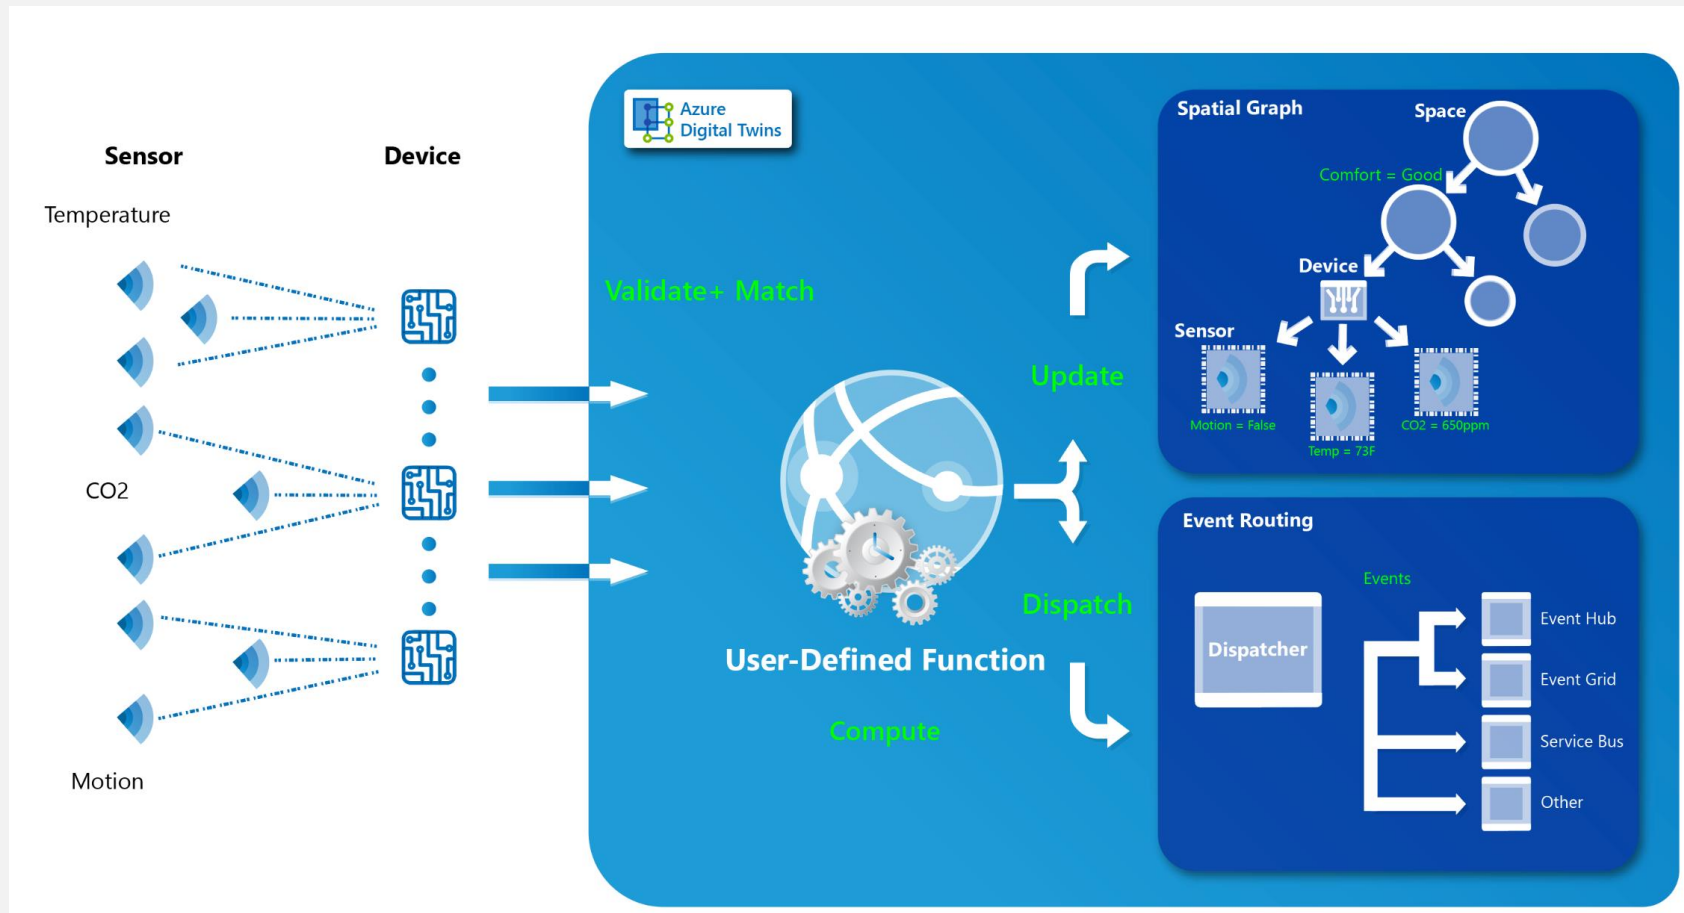 Sensor
Device
Temperature
CO2
Motion
Azure
Digital Twins
Validate+ Match
User-Defined Function
Compute
Update
Dispatch
Spatial Graph
Space
Comfort = Good
Device
Sensor
Motion = False
Temp = 73F
CO2 = 650ppm
Event Routing
Events
Dispatcher
Event Hub
Event Grid
Service Bus
Other